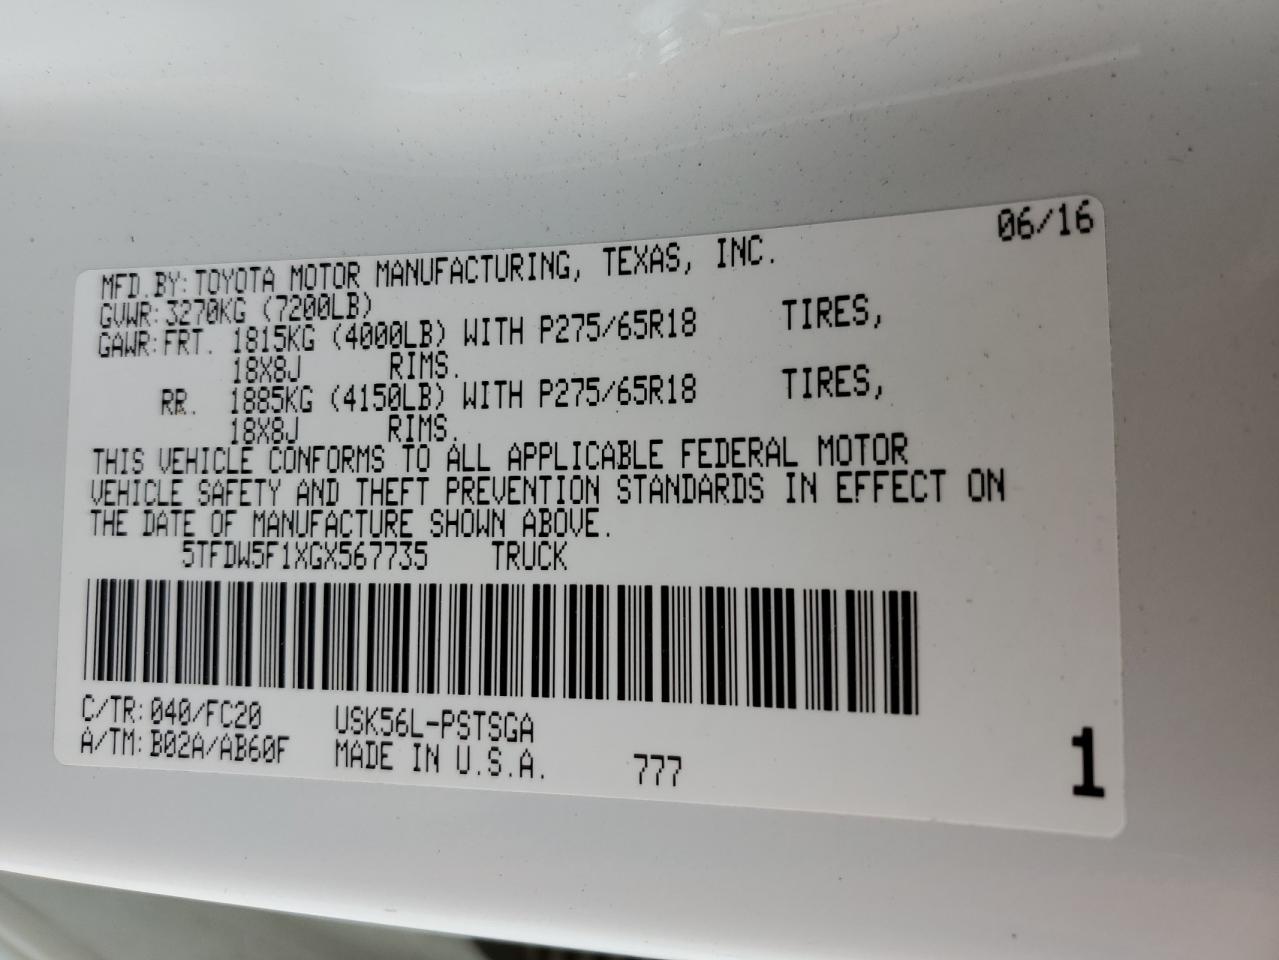 06/16
MFD.BY:TOYOTA MOTOR MANUFACTURING, TEXAS, INC.
GVWR:3270KG (7200LB)
GAWR:FRT. 1815KG (4000LB) WITH P275/65R18 TIRES,
18X8J RIMS.
RR. 1885KG (4150LB) WITH P275/65R18 TIRES,
18X8J RIMS.
THIS VEHICLE CONFORMS TO ALL APPLICABLE FEDERAL MOTOR
VEHICLE SAFETY AND THEFT PREVENTION STANDARDS IN EFFECT ON
THE DATE OF MANUFACTURE SHOWN ABOVE.
5TFDW5F1XGX567735 TRUCK
C/TR:040/FC20 USK56L-PSTSGA
A/TM:B02A/AB60F MADE IN U.S.A. 777
1